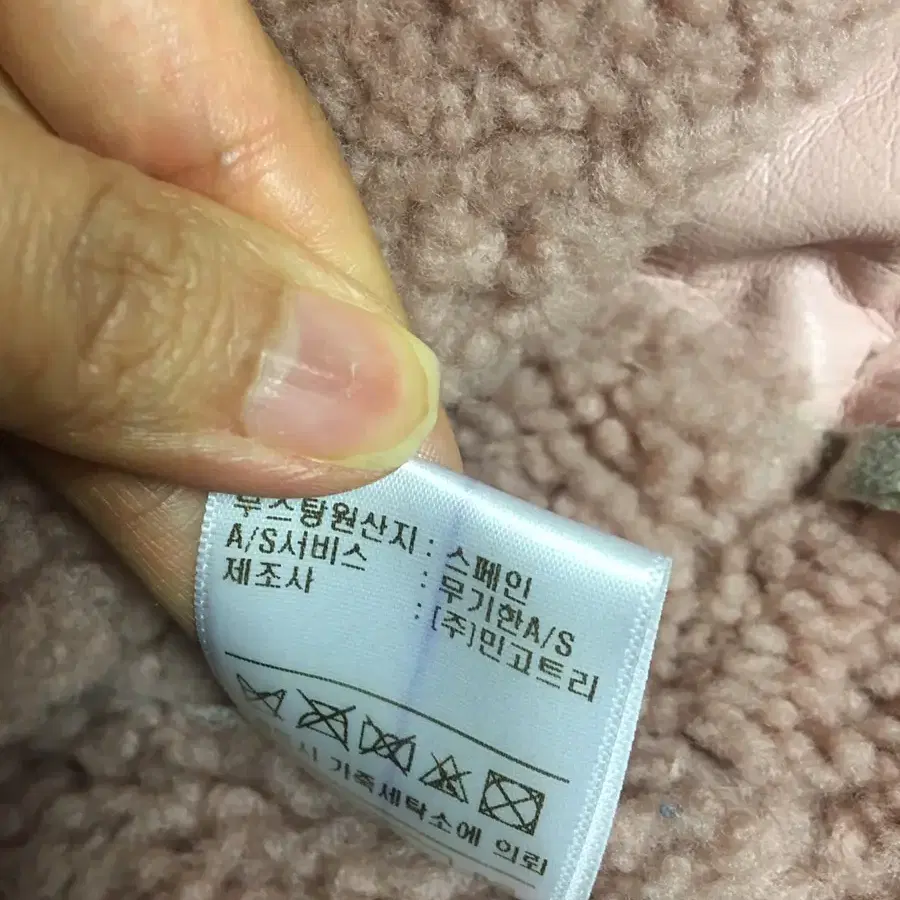 무스탕원산지 : 스페인
A/S서비스 : 무기한A/S
제조사 : [주]민고트리
시 가죽세탁소에 의뢰